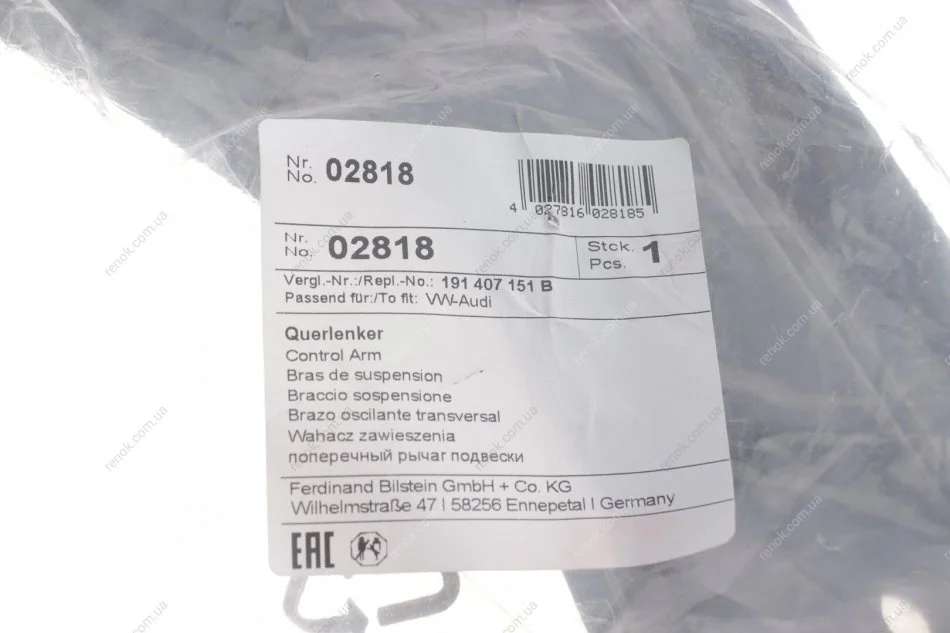 Nr.
No. 02818
4 027816 028185
Nr.
No. 02818
Stck.
Pcs. 1
Vergl.-Nr.:/Repl.-No.: 191 407 151 B
Passend für:/To fit: VW-Audi
Querlenker
Control Arm
Bras de suspension
Braccio sospensione
Brazo oscilante transversal
Wahacz zawieszenia
поперечный рычаг подвески
Ferdinand Bilstein GmbH + Co. KG
Wilhelmstraße 47 I 58256 Ennepetal I Germany
EAC
renok.com.ua